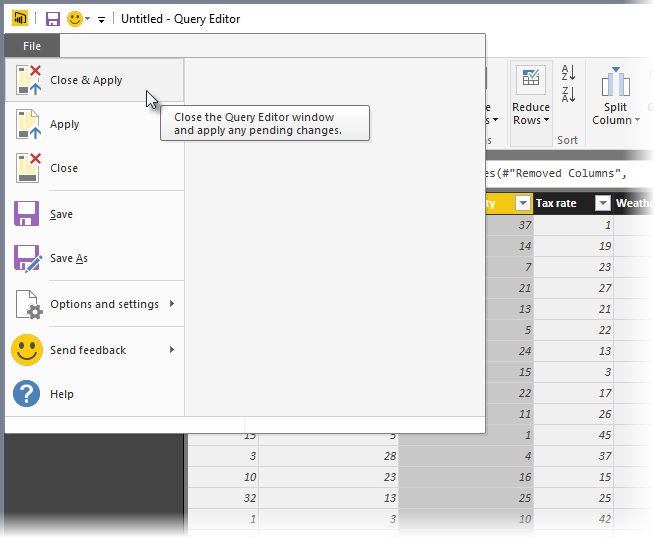 Untitled - Query Editor
File
Close & Apply
Close the Query Editor window
and apply any pending changes.
Apply
Close
Save
Save As
Options and settings
Send feedback
Help
Reduce
Rows
A
Z
Z
A
Sort
Split
Column
es(#"Removed Columns",
ty Tax rate Weath
37 1
14 19
7 23
21 27
13 21
5 22
24 13
15 3
22 17
11 26
1 45
3 28 4 37
10 23 16 15
32 13 25 25
1 3 10 42